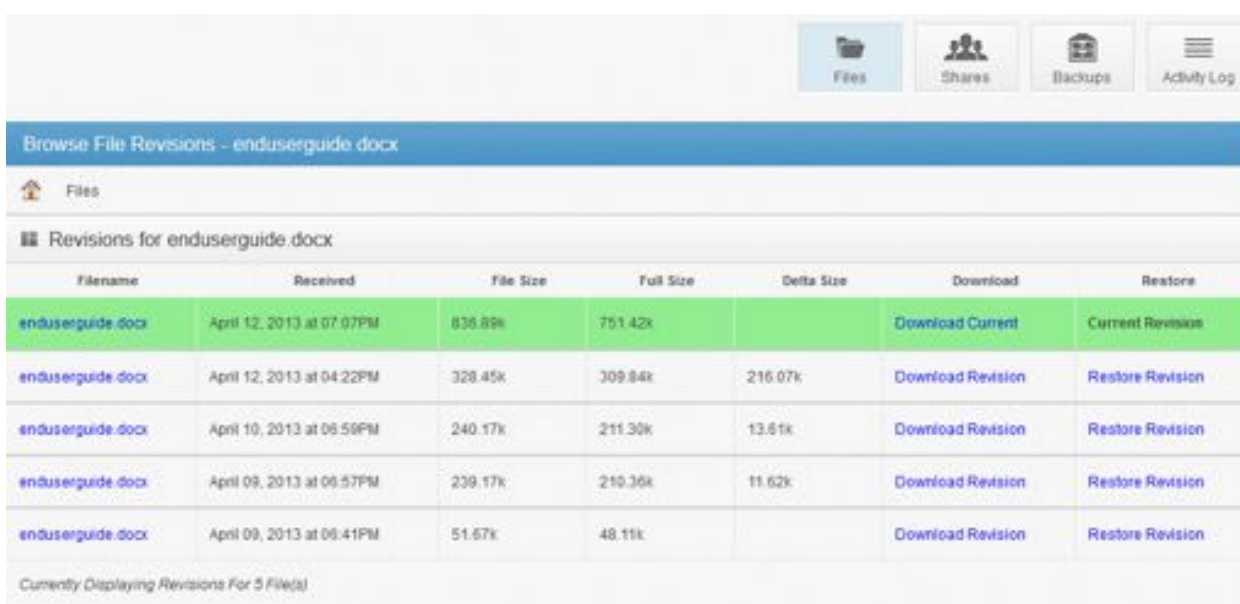 Files Shares Backups Activity Log
Browse File Revisions - enduserguide.docx
Files
Revisions for enduserguide.docx
Filename Received File Size Full Size Delta Size Download Restore
enduserguide.docx April 12, 2013 at 07:07PM 836.89k 751.42k Download Current Current Revision
enduserguide.docx April 12, 2013 at 04:22PM 328.45k 309.84k 216.07k Download Revision Restore Revision
enduserguide.docx April 10, 2013 at 06:59PM 240.17k 211.30k 13.61k Download Revision Restore Revision
enduserguide.docx April 09, 2013 at 06:57PM 239.17k 210.36k 11.62k Download Revision Restore Revision
enduserguide.docx April 09, 2013 at 06:41PM 51.67k 48.11k Download Revision Restore Revision
Currently Displaying Revisions For 5 File(s)